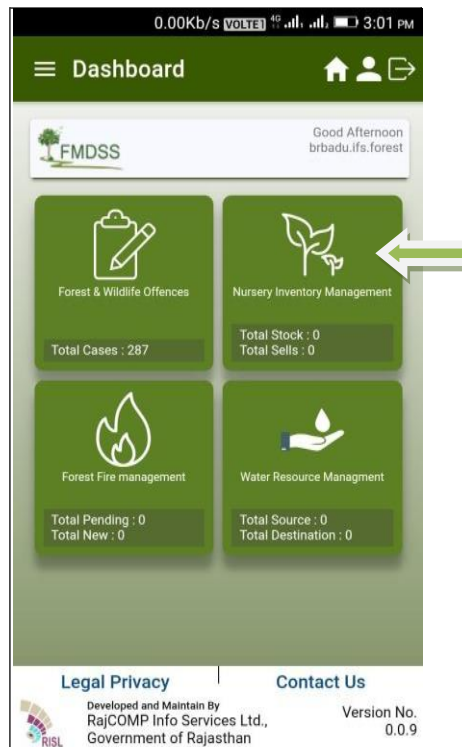 0.00Kb/s VOLTE 4G 3:01 PM
Dashboard
FMDSS
Good Afternoon
brbadu.ifs.forest
Forest & Wildlife Offences
Total Cases : 287
Nursery Inventory Management
Total Stock : 0
Total Sells : 0
Forest Fire management
Total Pending : 0
Total New : 0
Water Resource Managment
Total Source : 0
Total Destination : 0
Legal Privacy
Contact Us
RISL
Developed and Maintain By
RajCOMP Info Services Ltd.,
Government of Rajasthan
Version No.
0.0.9